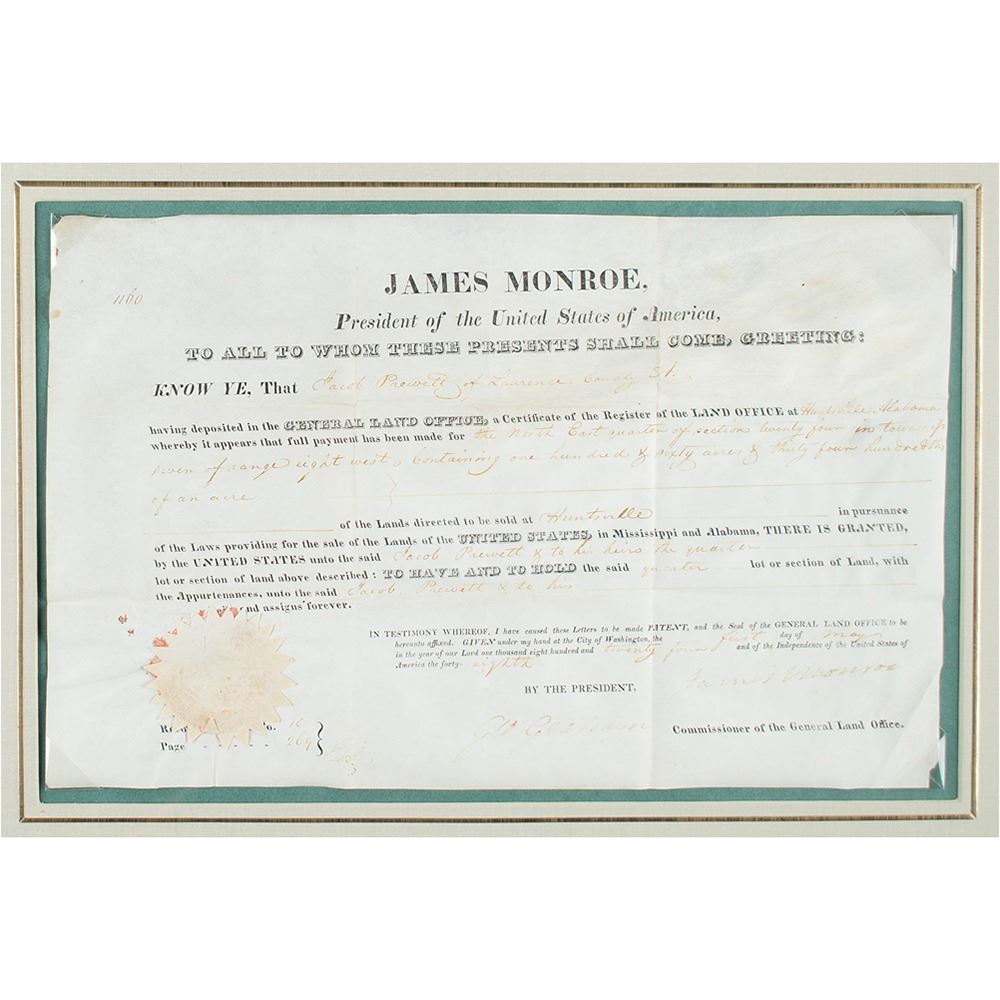 JAMES MONROE,
1160
President of the United States of America,
TO ALL TO WHOM THESE PRESENTS SHALL COME, GREETING:
KNOW YE, That Jacob Prewett of Lawrence County
having deposited in the GENERAL LAND OFFICE, a Certificate of the Register of the LAND OFFICE at Huntsville Alabama
whereby it appears that full payment has been made for the North East quarter of section twenty four in township
seven of range eight west, Containing one hundred & sixty acres & thirty four hundredths
of an acre
of the Lands directed to be sold at Huntsville in pursuance
of the Laws providing for the sale of the Lands of the UNITED STATES, in Mississippi and Alabama, THERE IS GRANTED,
by the UNITED STATES unto the said Jacob Prewett & to his heirs the quarter
lot or section of land above described: TO HAVE AND TO HOLD the said quarter lot or section of Land, with
the Appurtenances, unto the said Jacob Prewett & to his
and assigns forever.
IN TESTIMONY WHEREOF, I have caused these Letters to be made PATENT, and the Seal of the GENERAL LAND OFFICE to be
hereunto affixed. GIVEN under my hand at the City of Washington, the first day of May
in the year of our Lord one thousand eight hundred and twenty four and of the Independence of the United States of
America the forty-eighth
BY THE PRESIDENT, James Monroe
Commissioner of the General Land Office.
Page 269